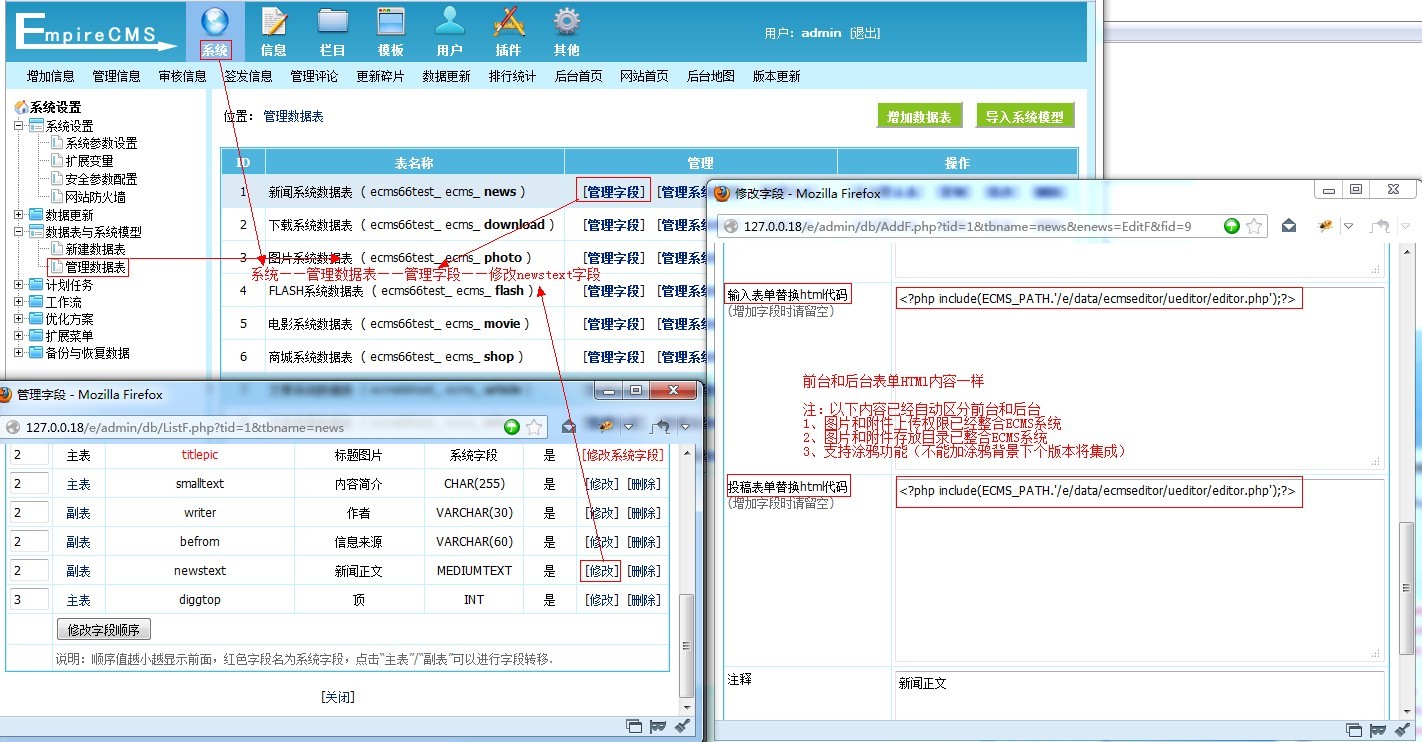 EmpireCMS
系统 信息 栏目 模板 用户 插件 其他
用户：admin [退出]
增加信息 管理信息 审核信息 签发信息 管理评论 更新碎片 数据更新 排行统计 后台首页 网站首页 后台地图 版本更新
系统设置
系统设置
系统参数设置
扩展变量
安全参数配置
网站防火墙
数据更新
数据表与系统模型
新建数据表
管理数据表
计划任务
工作流
优化方案
扩展菜单
备份与恢复数据
位置： 管理数据表
增加数据表 导入系统模型
ID 表名称 管理 操作
1 新闻系统数据表 ( ecms66test_ecms_ news ) [管理字段] [管理系
2 下载系统数据表 ( ecms66test_ecms_ download ) [管理字段] [管理系
3 图片系统数据表 ( ecms66test_ ecms_ photo ) [管理字段] [管理系
系统——管理数据表——管理字段——修改newstext字段
4 FLASH系统数据表 ( ecms66test_ ecms_ flash ) [管理字段] [管理系
5 电影系统数据表 ( ecms66test_ ecms_ movie ) [管理字段] [管理系
6 商城系统数据表 ( ecms66test_ ecms_ shop ) [管理字段] [管理系
管理字段 - Mozilla Firefox
127.0.0.18/e/admin/db/ListF.php?tid=1&tbname=news
2 主表 titlepic 标题图片 系统字段 是 [修改系统字段]
2 主表 smalltext 内容简介 CHAR(255) 是 [修改] [删除]
2 副表 writer 作者 VARCHAR(30) 是 [修改] [删除]
2 副表 befrom 信息来源 VARCHAR(60) 是 [修改] [删除]
2 副表 newstext 新闻正文 MEDIUMTEXT 是 [修改] [删除]
3 主表 diggtop 顶 INT 是 [修改] [删除]
修改字段顺序
说明：顺序值越小越显示前面，红色字段名为系统字段，点击“主表”/“副表”可以进行字段转移.
[关闭]
修改字段 - Mozilla Firefox
127.0.0.18/e/admin/db/AddF.php?tid=1&tbname=news&enews=EditF&fid=9
输入表单替换html代码
(增加字段时请留空)
<?php include(ECMS_PATH.'/e/data/ecmseditor/ueditor/editor.php');?>
前台和后台表单HTMl内容一样
注：以下内容已经自动区分前台和后台
1、图片和附件上传权限已经整合ECMS系统
2、图片和附件存放目录已整ECMS系统
3、支持涂鸦功能（不能加涂鸦背景下个版本将集成）
投稿表单替换html代码
(增加字段时请留空)
<?php include(ECMS_PATH.'/e/data/ecmseditor/ueditor/editor.php');?>
注释
新闻正文